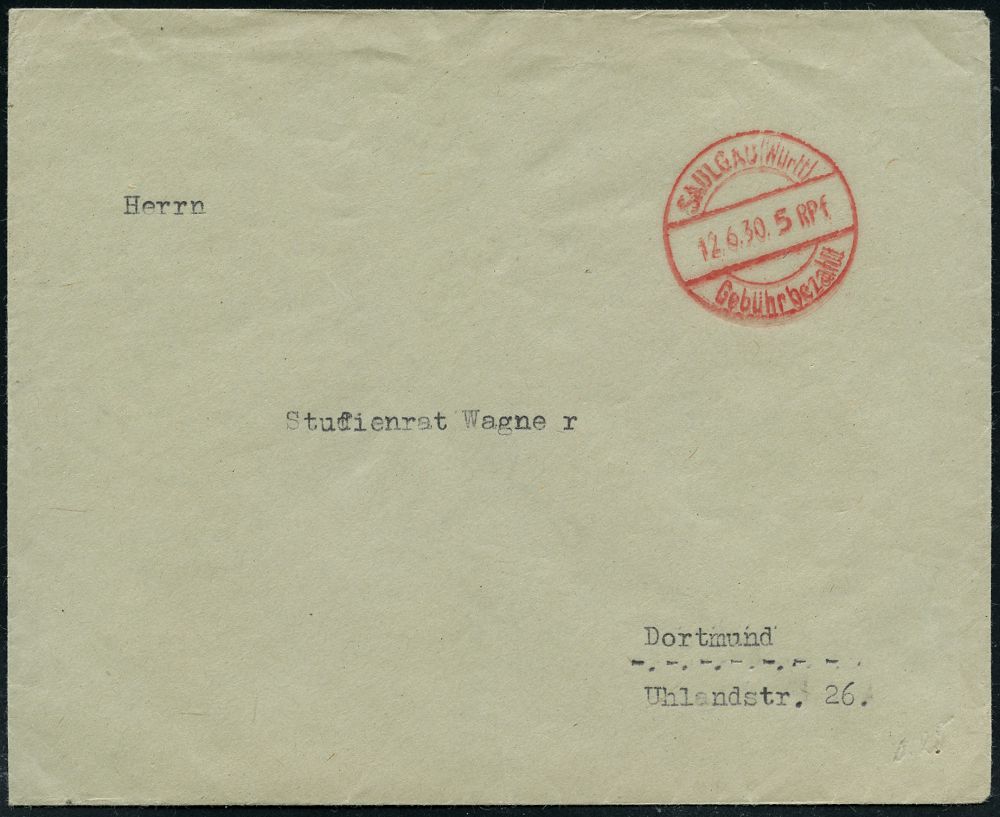 SAULGAU (Württ)
12.6.30. 5 RPf
Gebühr bezahlt
Herrn
Studienrat Wagne r
Dortmund
-.-.-.-.-.-.-.
Uhlandstr. 26.